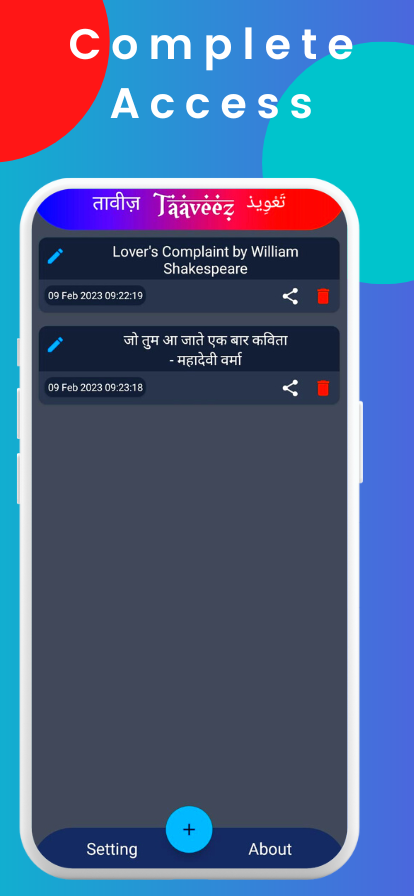 Complete
Access
तावीज़ Taaveez تَعْوِيذ
Lover's Complaint by William
Shakespeare
09 Feb 2023 09:22:19
जो तुम आ जाते एक बार कविता
- महादेवी वर्मा
09 Feb 2023 09:23:18
+
Setting About